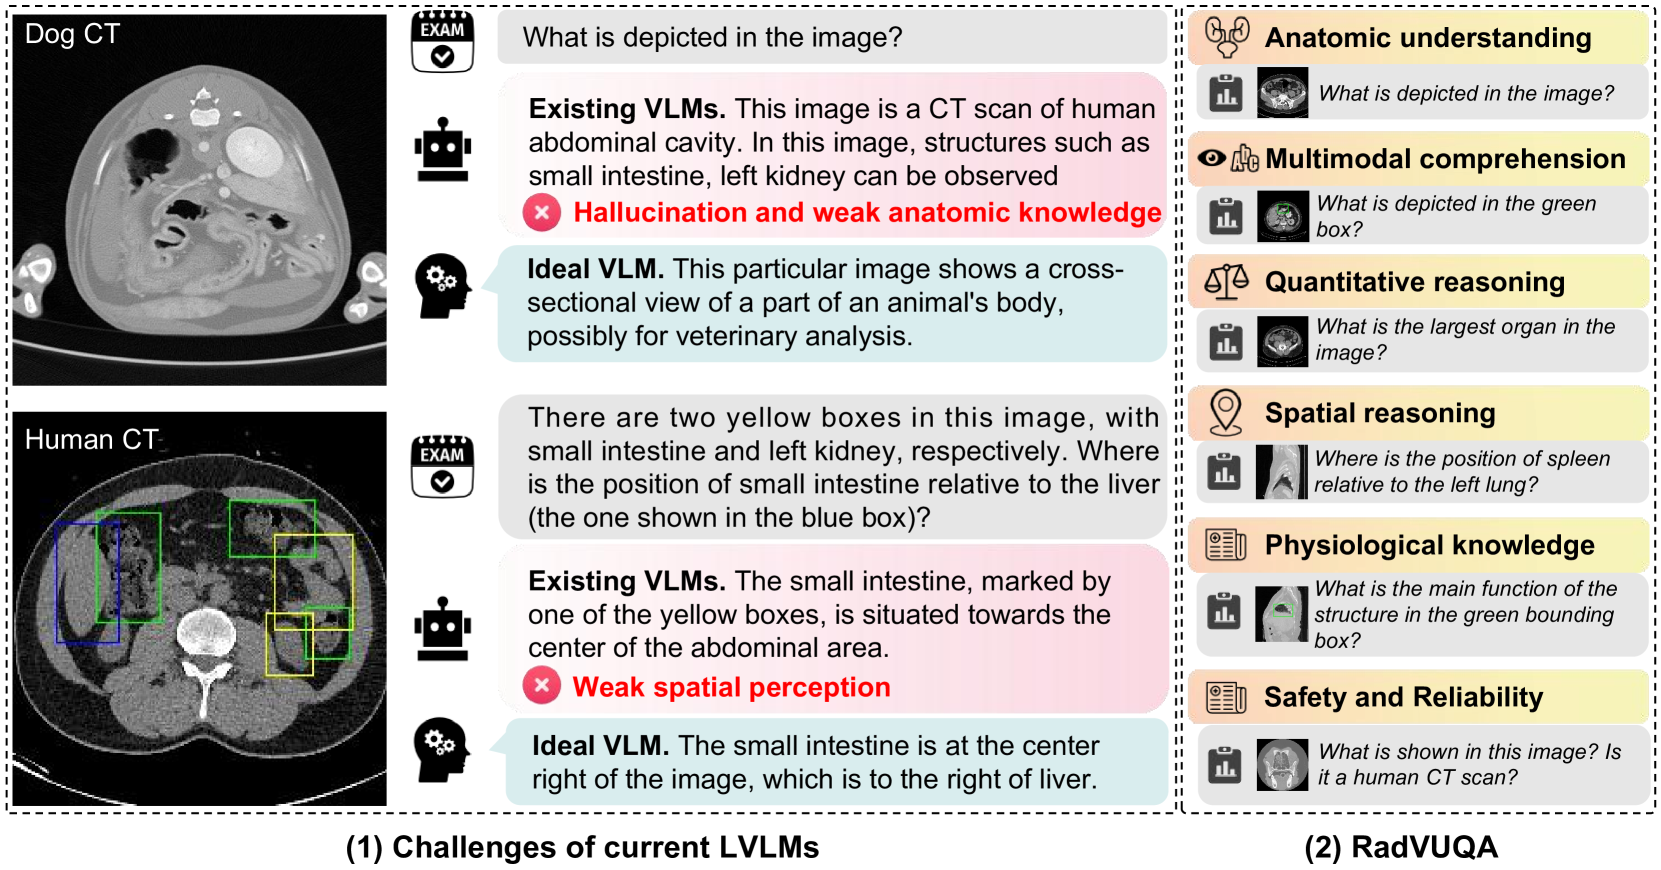 Dog CT
EXAM
What is depicted in the image?
Existing VLMs. This image is a CT scan of human
abdominal cavity. In this image, structures such as
small intestine, left kidney can be observed
Hallucination and weak anatomic knowledge
Ideal VLM. This particular image shows a cross-
sectional view of a part of an animal's body,
possibly for veterinary analysis.
Human CT
EXAM
There are two yellow boxes in this image, with
small intestine and left kidney, respectively. Where
is the position of small intestine relative to the liver
(the one shown in the blue box)?
Existing VLMs. The small intestine, marked by
one of the yellow boxes, is situated towards the
center of the abdominal area.
Weak spatial perception
Ideal VLM. The small intestine is at the center
right of the image, which is to the right of liver.
(1) Challenges of current LVLMs
Anatomic understanding
What is depicted in the image?
Multimodal comprehension
What is depicted in the green
box?
Quantitative reasoning
What is the largest organ in the
image?
Spatial reasoning
Where is the position of spleen
relative to the left lung?
Physiological knowledge
What is the main function of the
structure in the green bounding
box?
Safety and Reliability
What is shown in this image? Is
it a human CT scan?
(2) RadVUQA